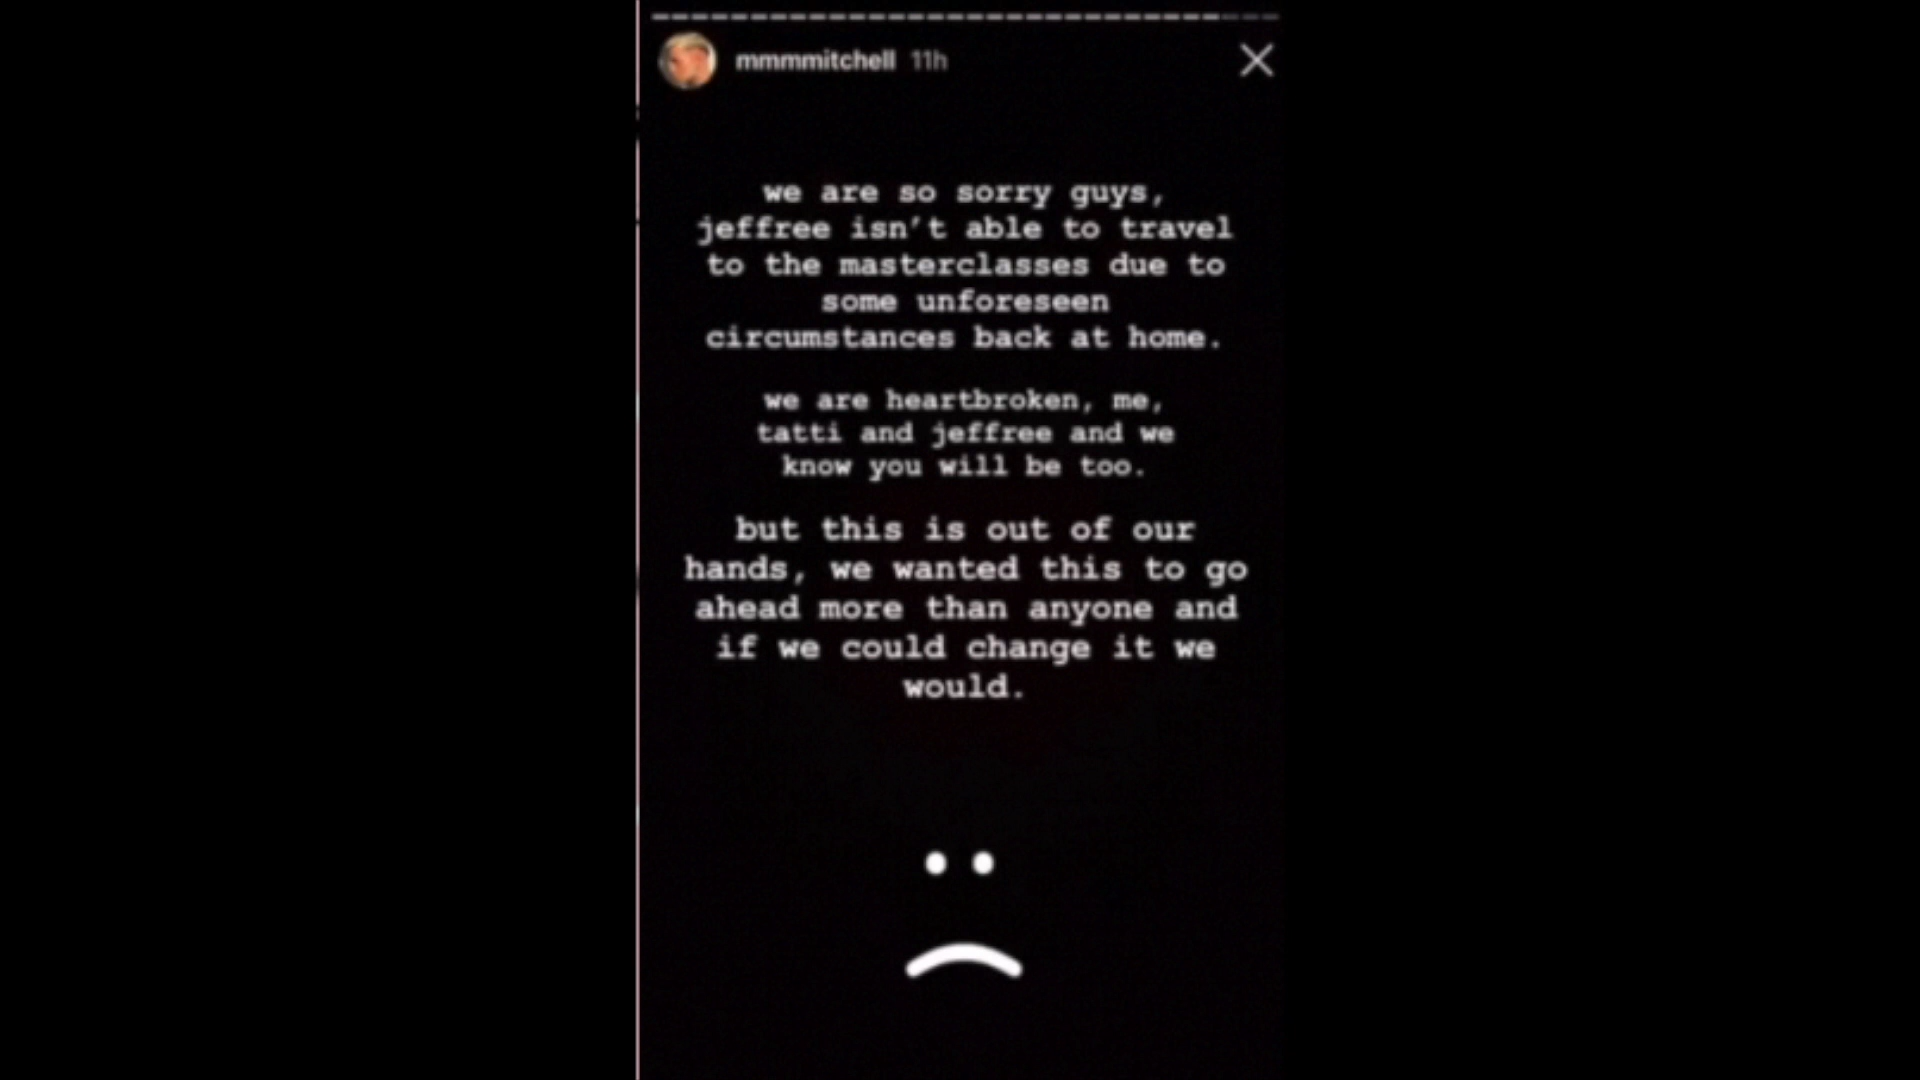 mmmmitchell 11h
we are so sorry guys,
jeffree isn’t able to travel
to the masterclasses due to
some unforeseen
circumstances back at home.
we are heartbroken, me,
tatti and jeffree and we
know you will be too.
but this is out of our
hands, we wanted this to go
ahead more than anyone and
if we could change it we
would.